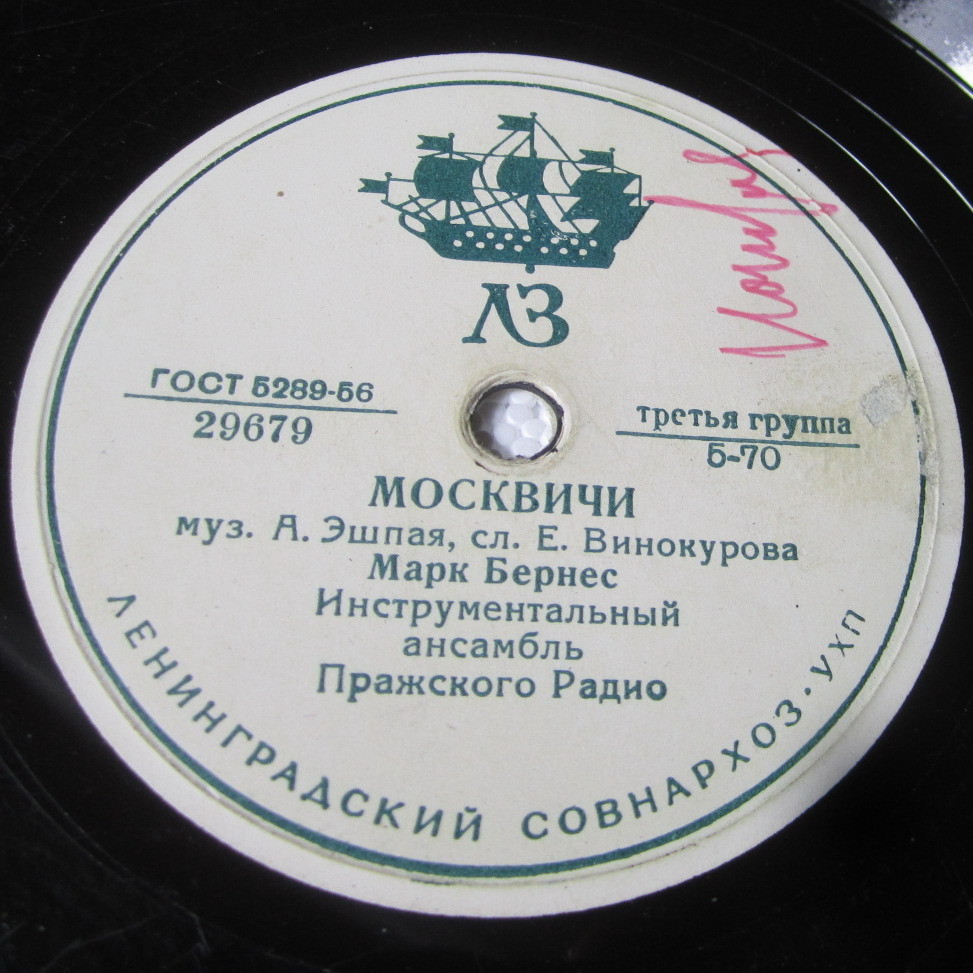 ЛЗ
ГОСТ 5289-56
29679
третья группа
Б-70
МОСКВИЧИ
муз. А. Эшпая, сл. Е. Винокурова
Марк Бернес
Инструментальный
ансамбль
Пражского Радио
ЛЕНИНГРАДСКИЙ СОВНАРХОЗ · УХП